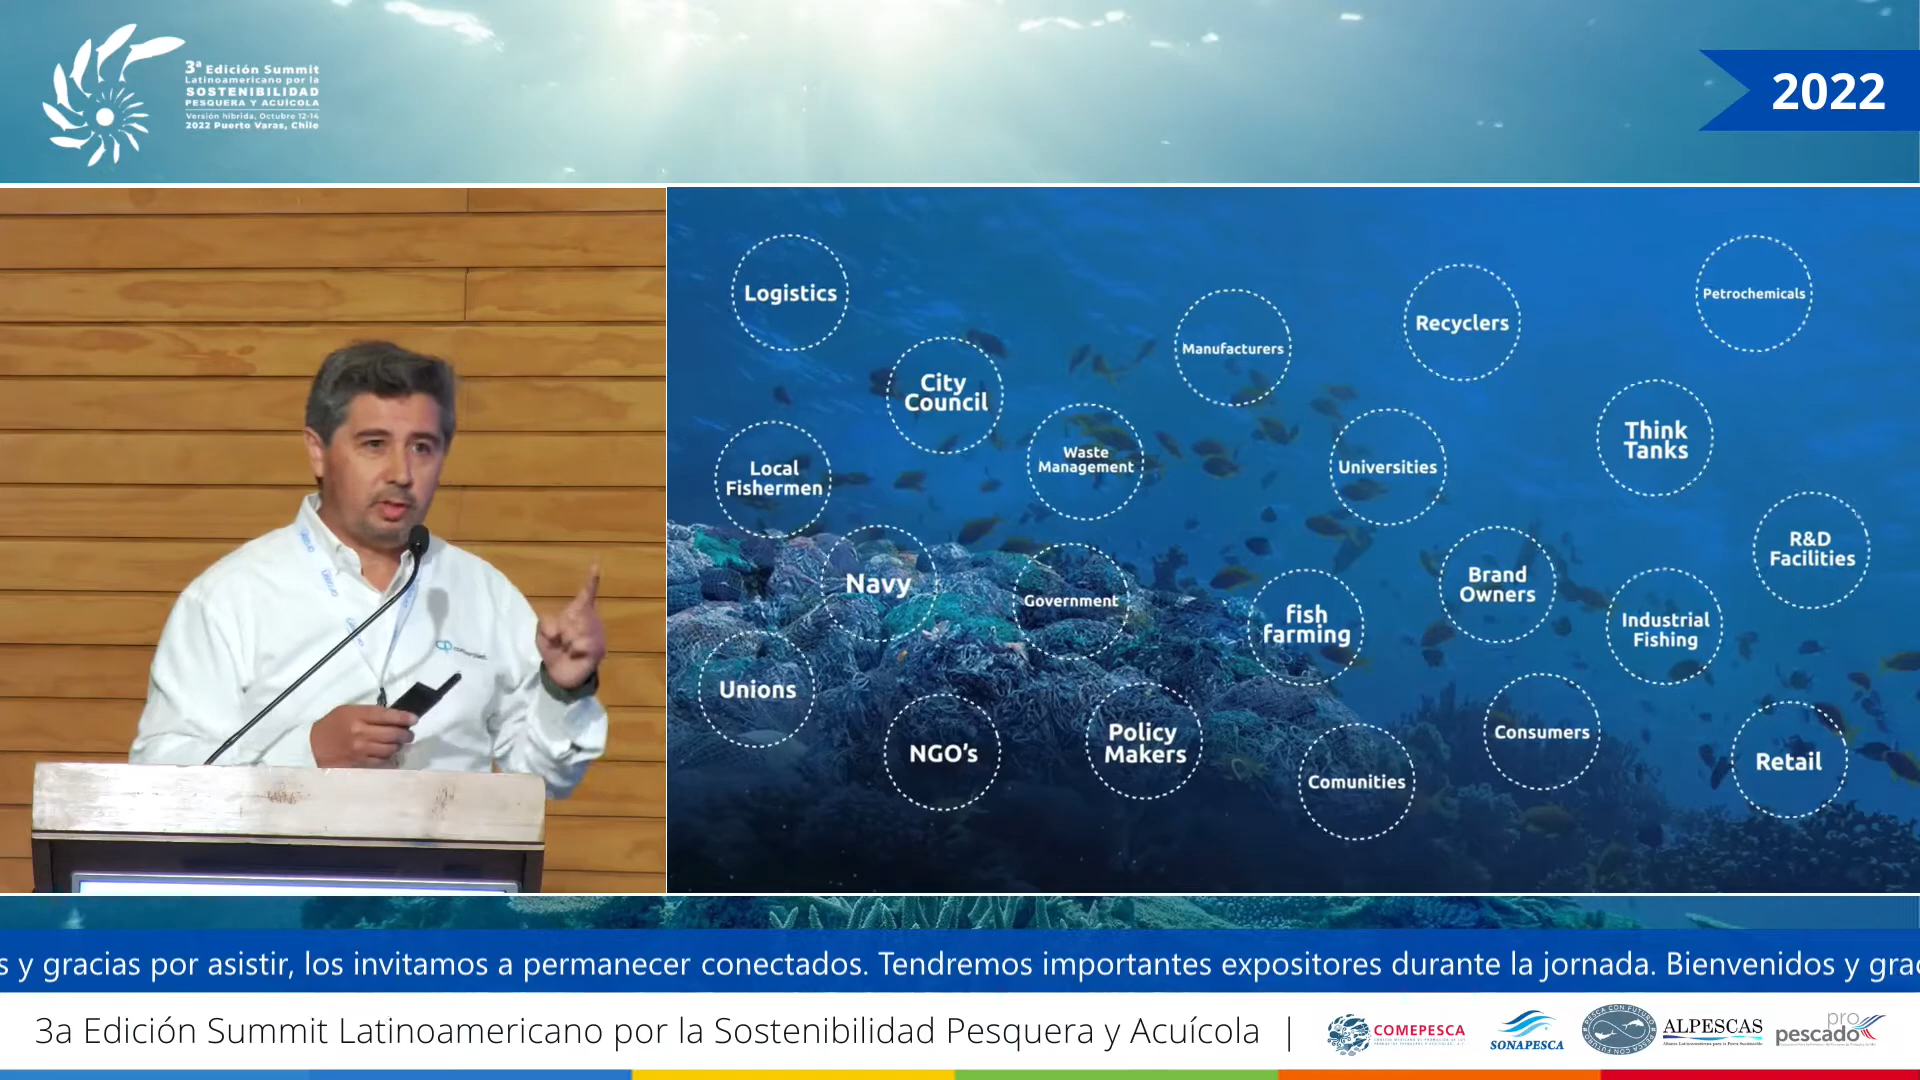 3ª Edición Summit
Latinoamericano por la
SOSTENIBILIDAD
PESQUERA Y ACUÍCOLA
Versión híbrida, Octubre 12-14
2022 Puerto Varas, Chile
2022
Logistics
Petrochemicals
Recyclers
Manufacturers
City
Council
Think
Tanks
Waste
Management
Universities
Local
Fishermen
R&D
Facilities
Navy
Government
Brand
Owners
fish
farming
Industrial
Fishing
Unions
NGO's
Policy
Makers
Consumers
Comunities
Retail
s y gracias por asistir, los invitamos a permanecer conectados. Tendremos importantes expositores durante la jornada. Bienvenidos y grac
3a Edición Summit Latinoamericano por la Sostenibilidad Pesquera y Acuícola |
COMEPESCA
SONAPESCA
PESCA CON FUTURO
ALPESCAS
pro
pescado